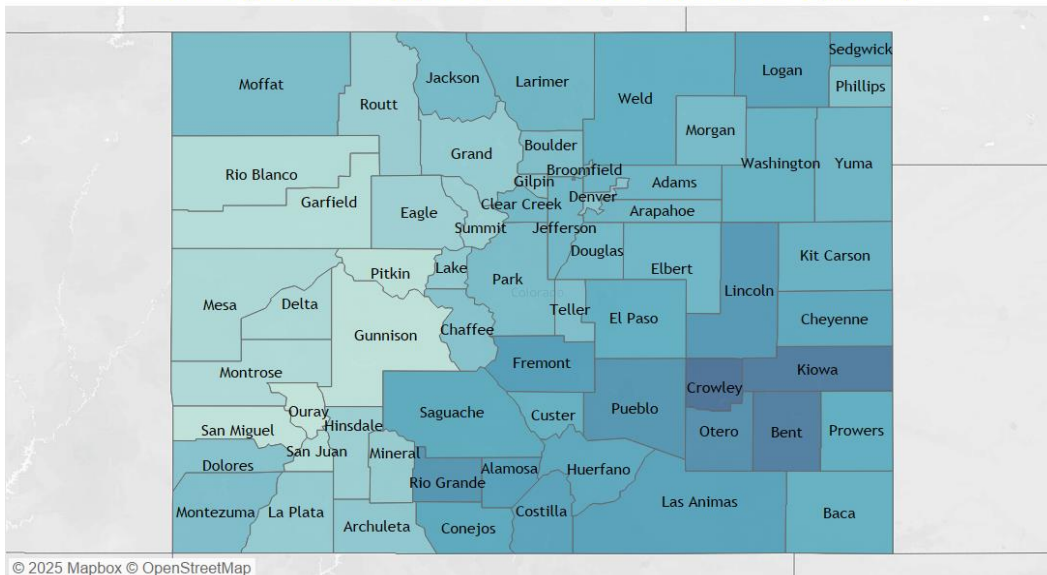 Sedgwick
Logan
Moffat
Jackson
Larimer
Phillips
Routt
Weld
Morgan
Boulder
Grand
Washington
Yuma
Rio Blanco
Broomfield
Gilpin
Adams
Denver
Garfield
Clear Creek
Arapahoe
Eagle
Summit
Jefferson
Douglas
Kit Carson
Pitkin
Lake
Elbert
Park
Lincoln
Colorado
Mesa
Delta
Teller
El Paso
Cheyenne
Gunnison
Chaffee
Fremont
Kiowa
Montrose
Crowley
Ouray
Saguache
Custer
Pueblo
Hinsdale
San Miguel
Otero
Bent
Prowers
San Juan
Mineral
Dolores
Alamosa
Huerfano
Rio Grande
Las Animas
Montezuma
La Plata
Costilla
Baca
Archuleta
Conejos
© 2025 Mapbox © OpenStreetMap